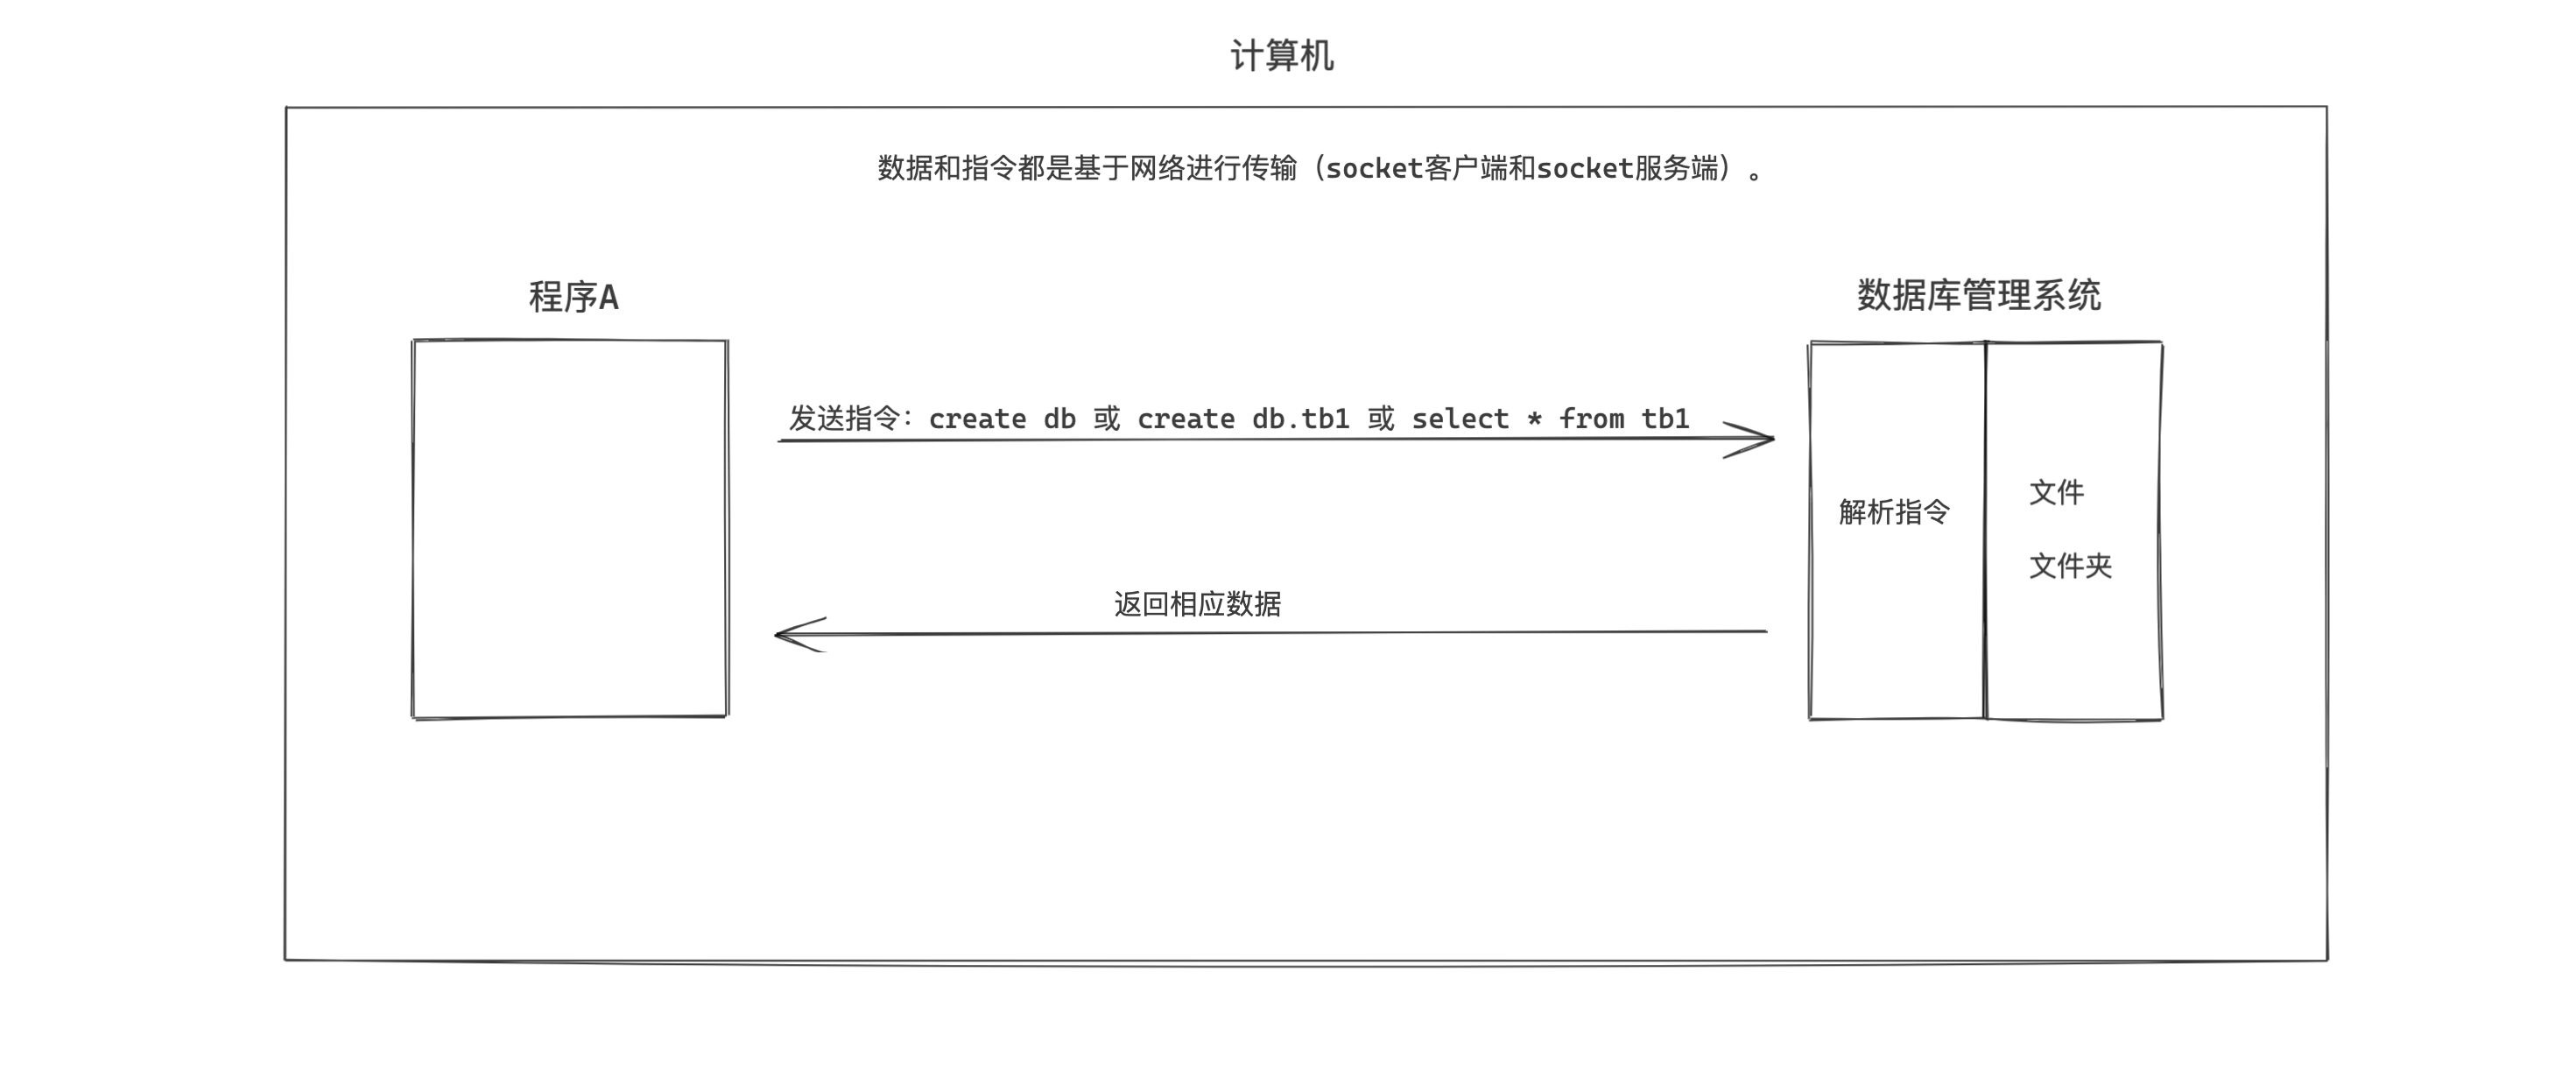 计算机
数据和指令都是基于网络进行传输（socket客户端和socket服务端）。
程序A
数据库管理系统
发送指令：create db 或 create db.tb1 或 select * from tb1
解析指令
文件
文件夹
返回相应数据